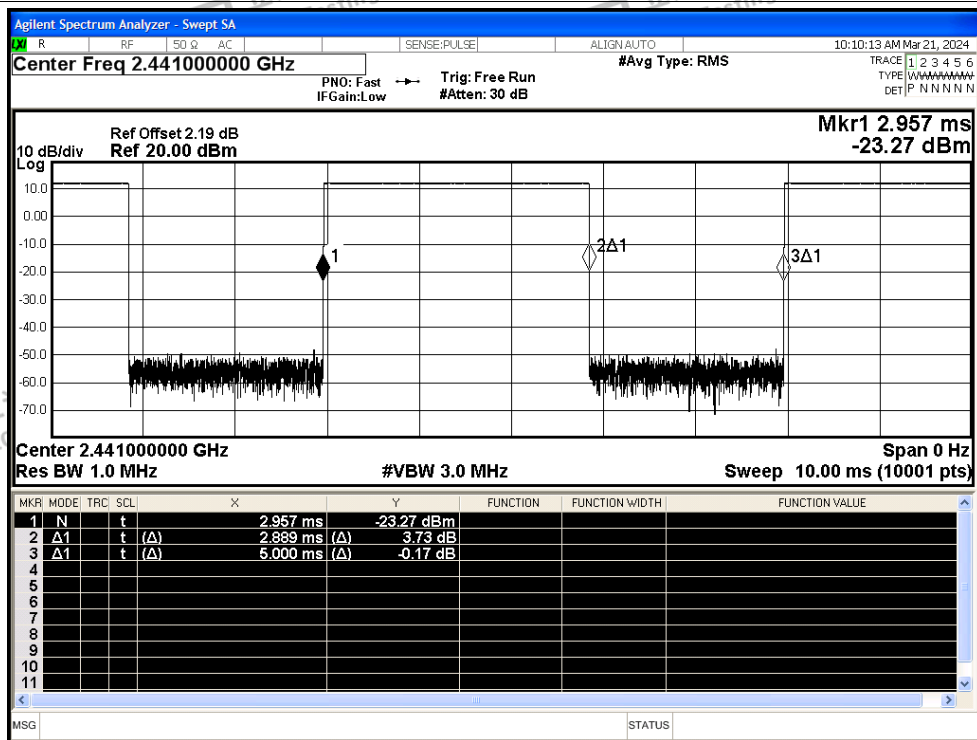 Agilent Spectrum Analyzer - Swept SA
LXI R RF 50 Ω AC SENSE:PULSE ALIGN AUTO 10:10:13 AM Mar 21, 2024
Center Freq 2.441000000 GHz
#Avg Type: RMS
TRACE 1 2 3 4 5 6
PNO: Fast Trig: Free Run
TYPE WWWWWW
IFGain:Low #Atten: 30 dB
DET P N N N N N
Mkr1 2.957 ms
-23.27 dBm
Ref Offset 2.19 dB
10 dB/div Ref 20.00 dBm
Log
10.0
0.00
-10.0
-20.0
-30.0
-40.0
-50.0
-60.0
-70.0
1
2Δ1
3Δ1
Center 2.441000000 GHz Span 0 Hz
Res BW 1.0 MHz #VBW 3.0 MHz Sweep 10.00 ms (10001 pts)
MKR MODE TRC SCL X Y FUNCTION FUNCTION WIDTH FUNCTION VALUE
1 N t 2.957 ms -23.27 dBm
2 Δ1 t (Δ) 2.889 ms (Δ) 3.73 dB
3 Δ1 t (Δ) 5.000 ms (Δ) -0.17 dB
4
5
6
7
8
9
10
11
MSG STATUS